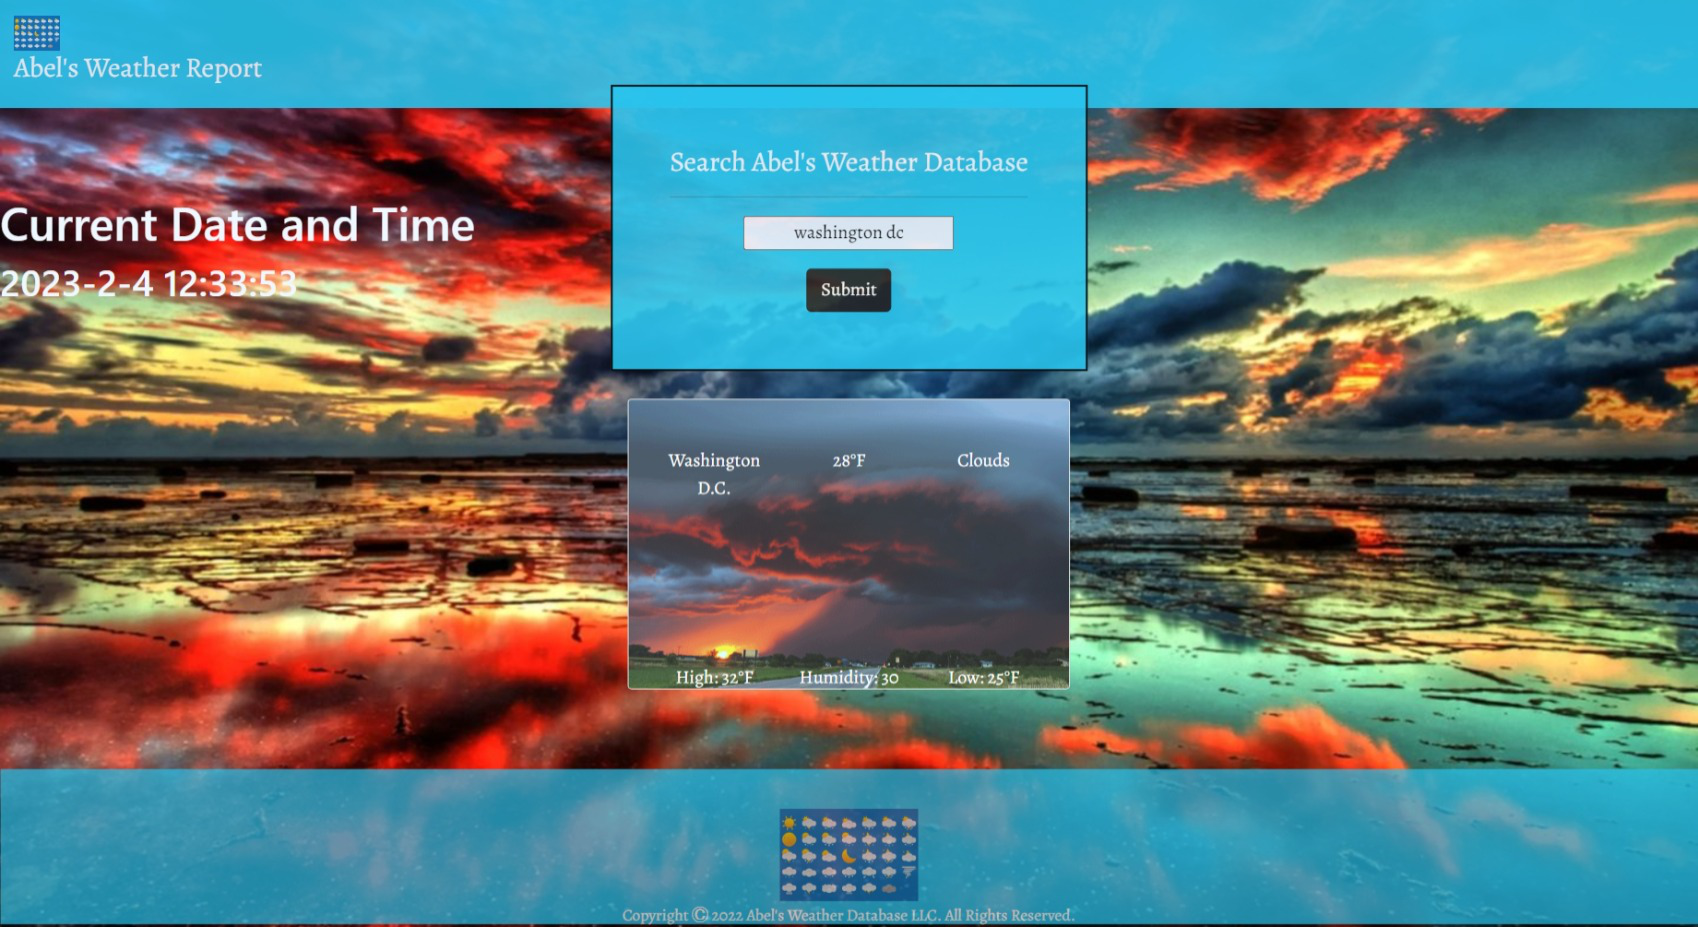 Abel's Weather Report
Search Abel's Weather Database
washington dc
Submit
Current Date and Time
2023-2-4 12:33:53
Washington D.C.
28°F
Clouds
High: 32°F
Humidity: 30
Low: 25°F
Copyright © 2022 Abel's Weather Database LLC. All Rights Reserved.